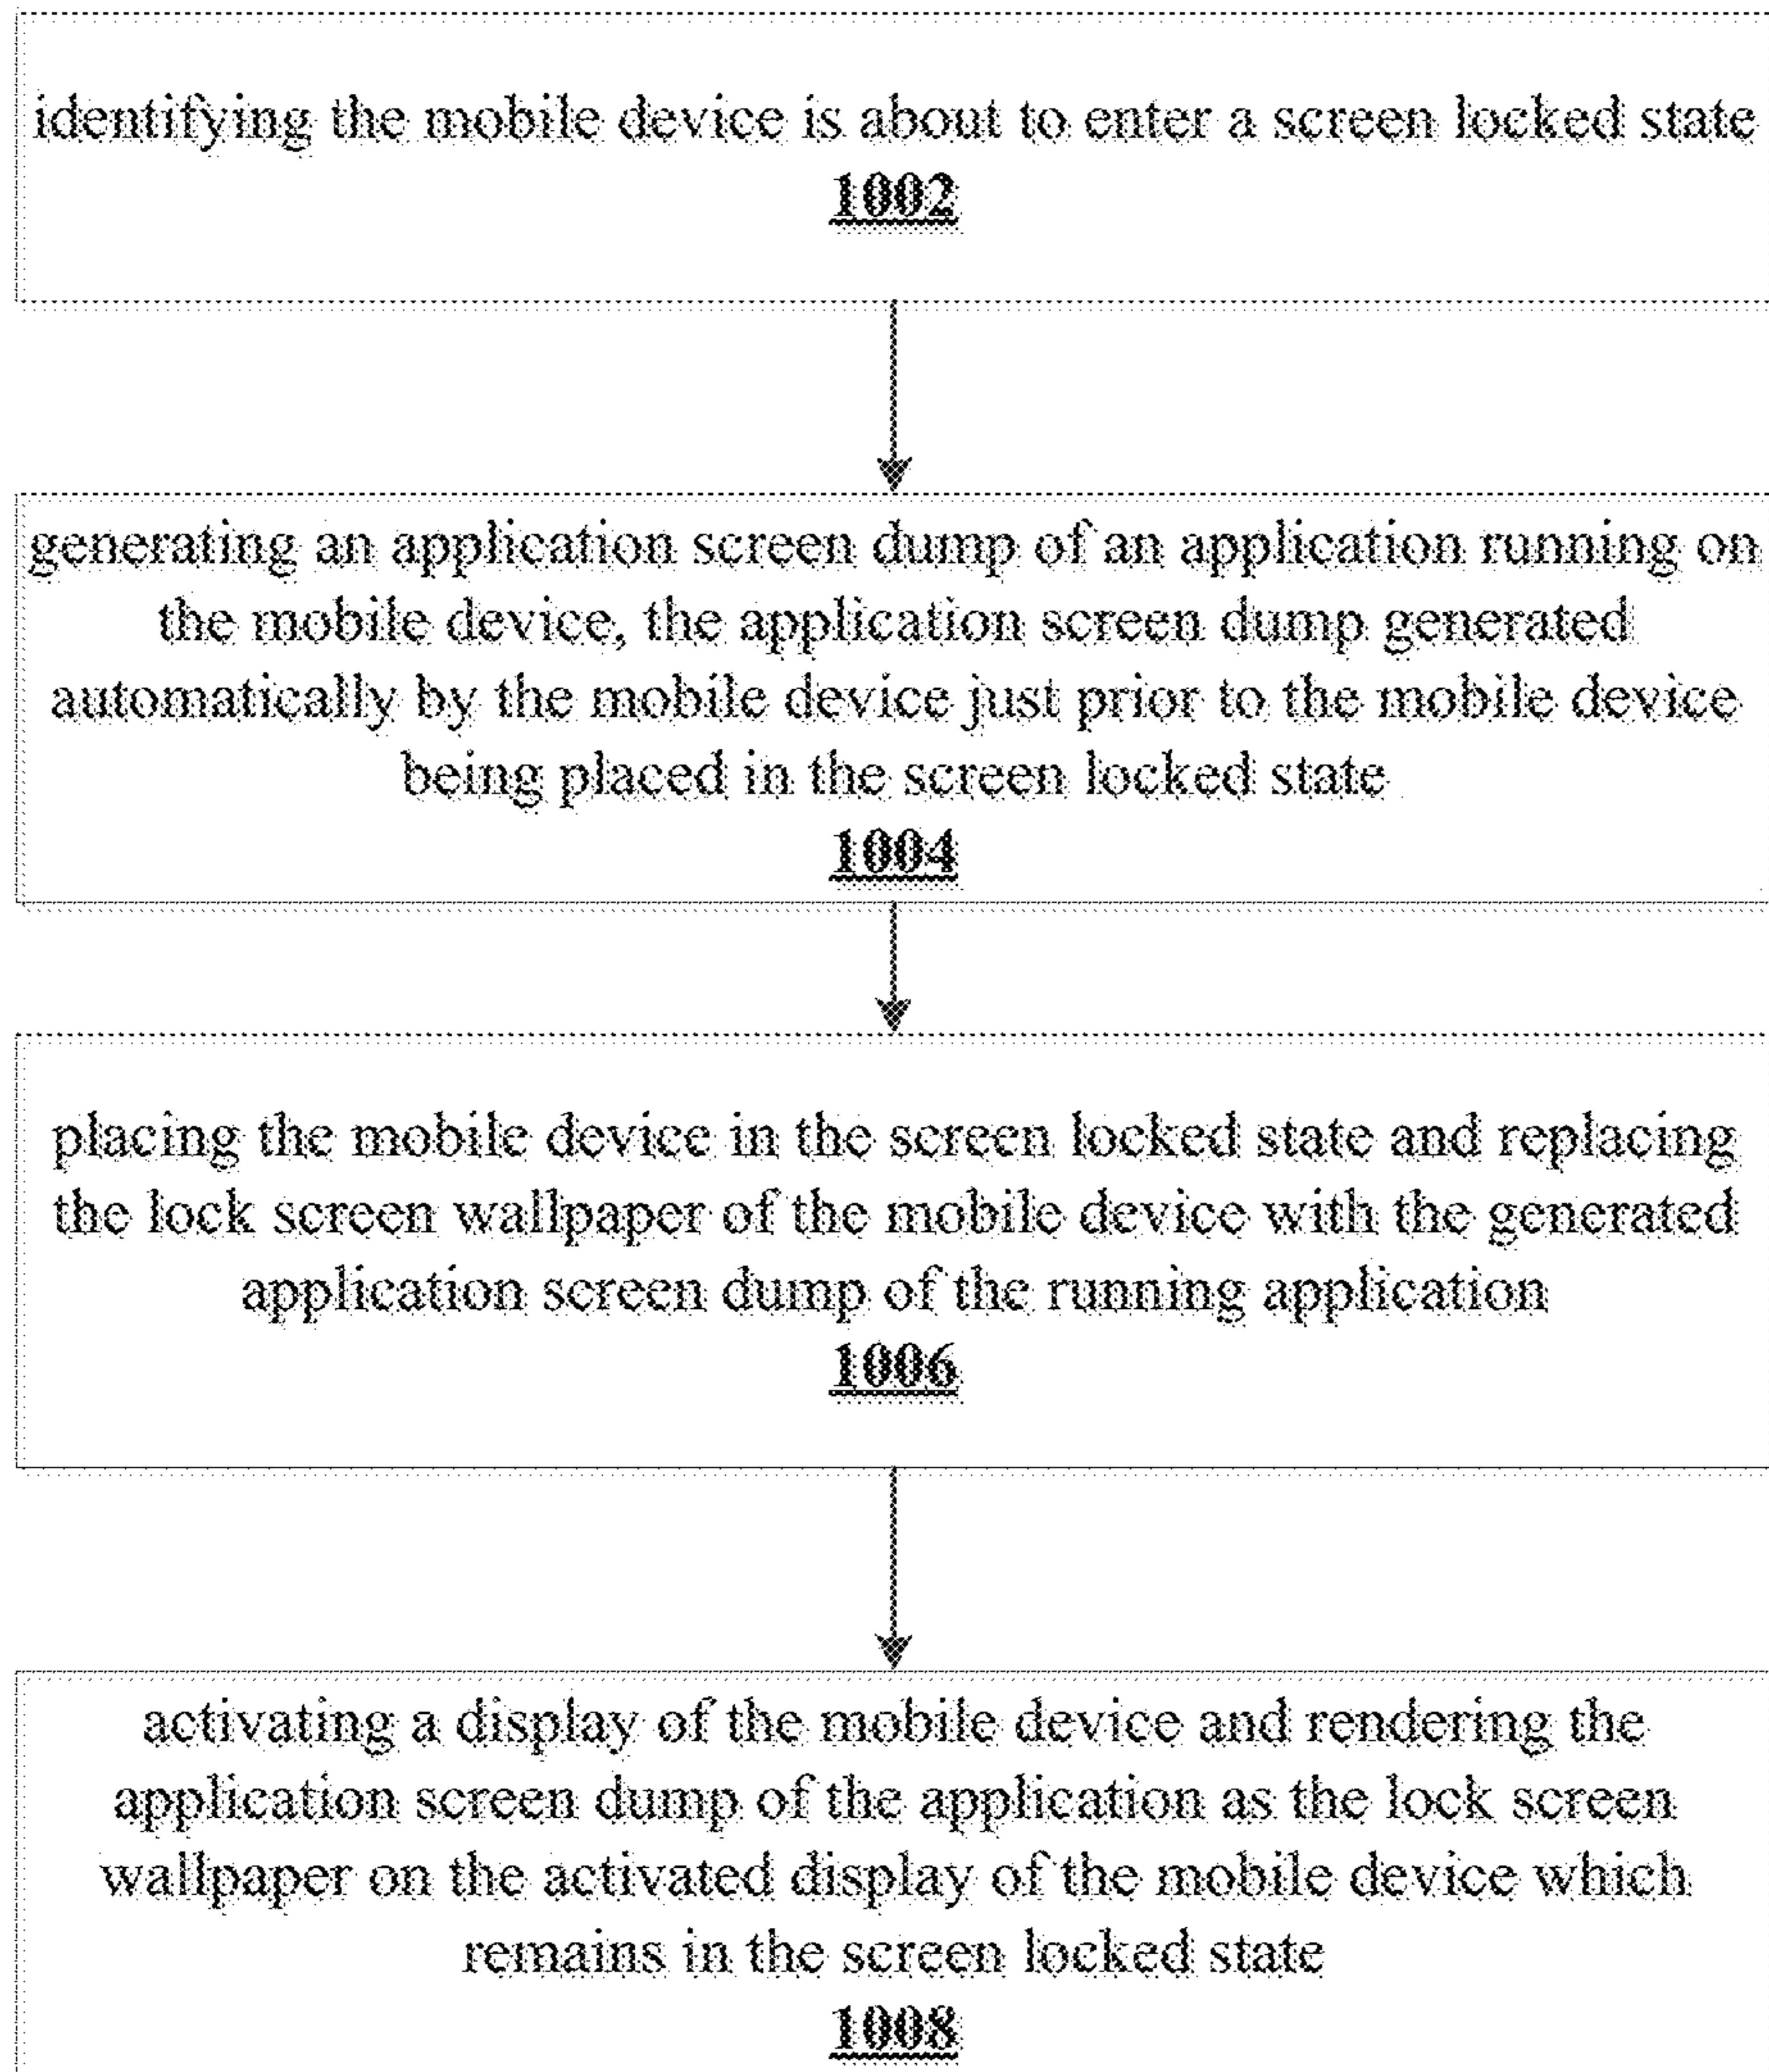 identifying the mobile device is about to enter a screen locked state
1002
generating an application screen dump of an application running on
the mobile device, the application screen dump generated
automatically by the mobile device just prior to the mobile device
being placed in the screen locked state
1004
placing the mobile device in the screen locked state and replacing
the lock screen wallpaper of the mobile device with the generated
application screen dump of the running application
1006
activating a display of the mobile device and rendering the
application screen dump of the application as the lock screen
wallpaper on the activated display of the mobile device which
remains in the screen locked state
1008